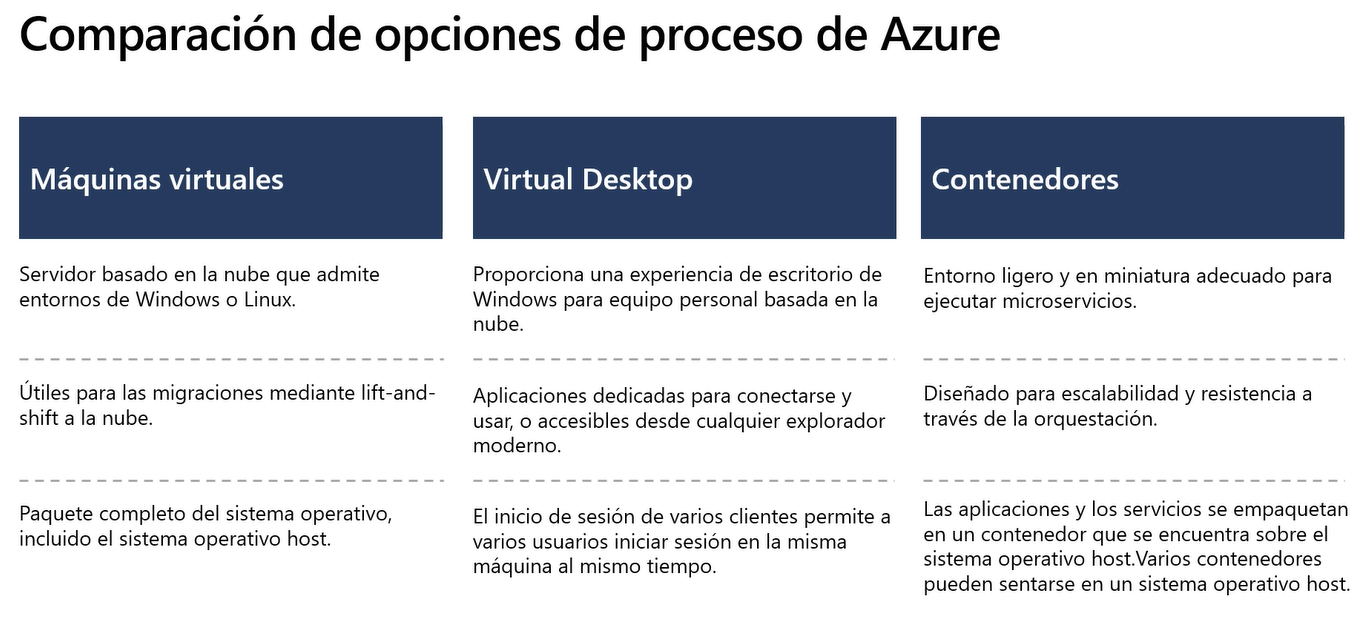 Comparación de opciones de proceso de Azure
Máquinas virtuales
Servidor basado en la nube que admite
entornos de Windows o Linux.
Útiles para las migraciones mediante lift-and-
shift a la nube.
Paquete completo del sistema operativo,
incluido el sistema operativo host.
Virtual Desktop
Proporciona una experiencia de escritorio de
Windows para equipo personal basada en la
nube.
Aplicaciones dedicadas para conectarse y
usar, o accesibles desde cualquier explorador
moderno.
El inicio de sesión de varios clientes permite a
varios usuarios iniciar sesión en la misma
máquina al mismo tiempo.
Contenedores
Entorno ligero y en miniatura adecuado para
ejecutar microservicios.
Diseñado para escalabilidad y resistencia a
través de la orquestación.
Las aplicaciones y los servicios se empaquetan
en un contenedor que se encuentra sobre el
sistema operativo host.Varios contenedores
pueden sentarse en un sistema operativo host.